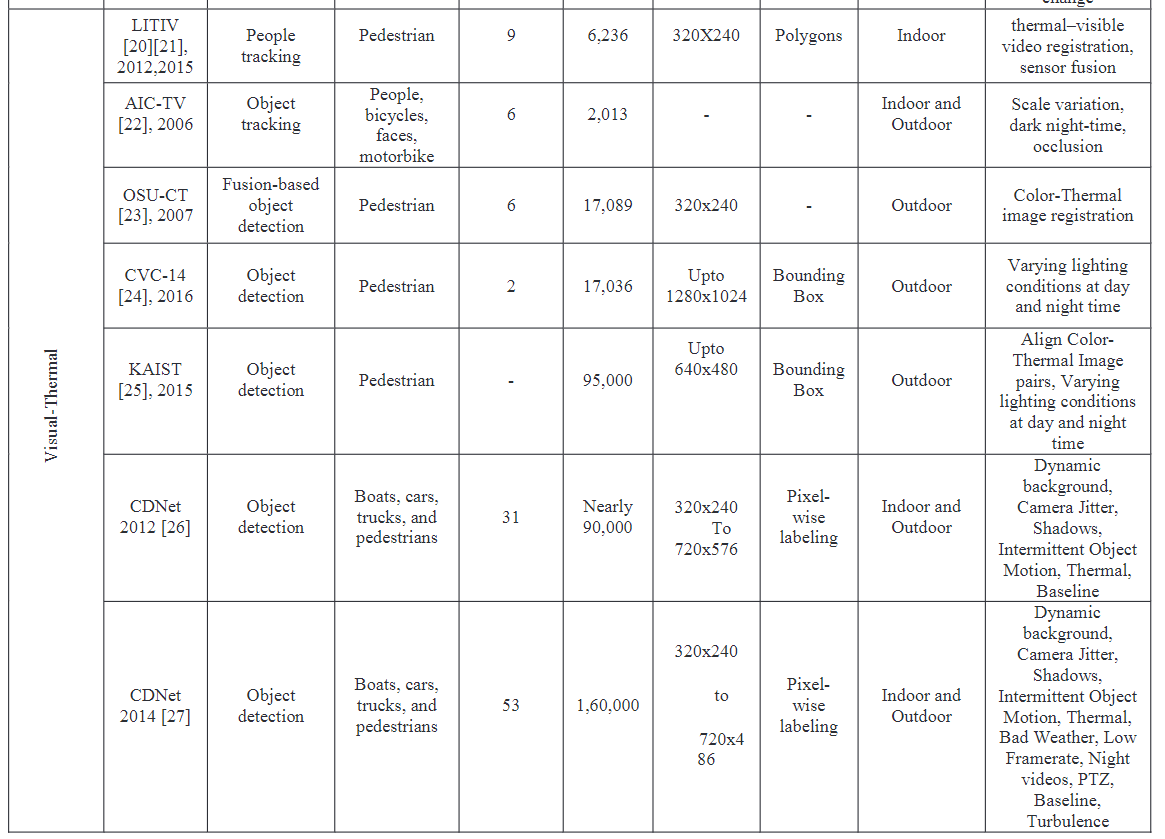 change
Visual-Thermal
LITIV
[20][21],
2012,2015
People
tracking
Pedestrian
9
6,236
320X240
Polygons
Indoor
thermal–visible
video registration,
sensor fusion
AIC-TV
[22], 2006
Object
tracking
People,
bicycles,
faces,
motorbike
6
2,013
-
-
Indoor and
Outdoor
Scale variation,
dark night-time,
occlusion
OSU-CT
[23], 2007
Fusion-based
object
detection
Pedestrian
6
17,089
320x240
-
Outdoor
Color-Thermal
image registration
CVC-14
[24], 2016
Object
detection
Pedestrian
2
17,036
Upto
1280x1024
Bounding
Box
Outdoor
Varying lighting
conditions at day
and night time
KAIST
[25], 2015
Object
detection
Pedestrian
-
95,000
Upto
640x480
Bounding
Box
Outdoor
Align Color-
Thermal Image
pairs, Varying
lighting conditions
at day and night
time
CDNet
2012 [26]
Object
detection
Boats, cars,
trucks, and
pedestrians
31
Nearly
90,000
320x240
To
720x576
Pixel-
wise
labeling
Indoor and
Outdoor
Dynamic
background,
Camera Jitter,
Shadows,
Intermittent Object
Motion, Thermal,
Baseline
CDNet
2014 [27]
Object
detection
Boats, cars,
trucks, and
pedestrians
53
1,60,000
320x240
to
720x4
86
Pixel-
wise
labeling
Indoor and
Outdoor
Dynamic
background,
Camera Jitter,
Shadows,
Intermittent Object
Motion, Thermal,
Bad Weather, Low
Framerate, Night
videos, PTZ,
Baseline,
Turbulence